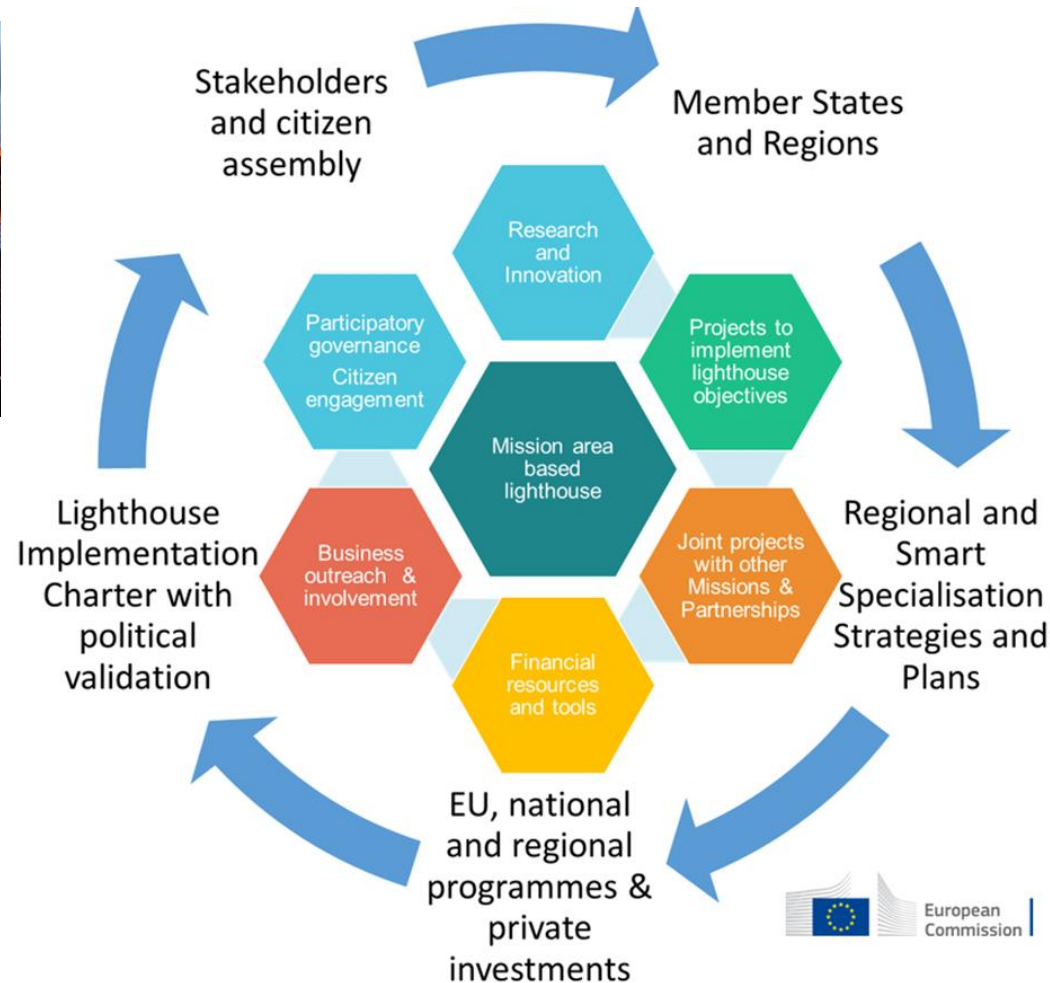 Stakeholders
and citizen
assembly
Member States
and Regions
Research
and
Innovation
Participatory
governance
Citizen
engagement
Projects to
implement
lighthouse
objectives
Mission area
based
lighthouse
Lighthouse
Implementation
Charter with
political
validation
Business
outreach &
involvement
Joint projects
with other
Missions &
Partnerships
Regional and
Smart
Specialisation
Strategies and
Plans
Financial
resources
and tools
EU, national
and regional
programmes &
private
investments
European
Commission